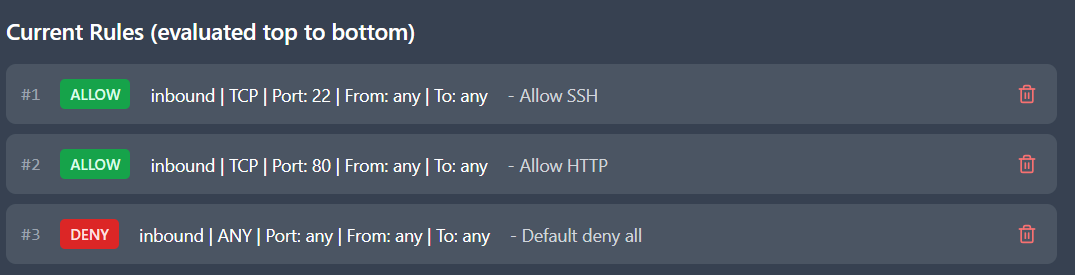 Current Rules (evaluated top to bottom)
#1 ALLOW inbound | TCP | Port: 22 | From: any | To: any - Allow SSH
#2 ALLOW inbound | TCP | Port: 80 | From: any | To: any - Allow HTTP
#3 DENY inbound | ANY | Port: any | From: any | To: any - Default deny all